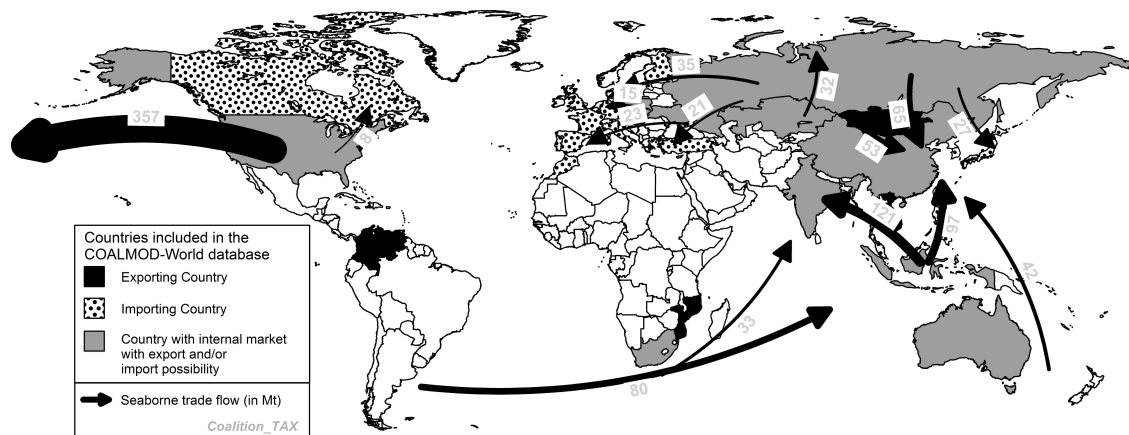 357
8
35
15
23
21
32
65
53
27
121
97
42
33
80
Countries included in the
COALMOD-World database
Exporting Country
Importing Country
Country with internal market
with export and/or
import possibility
Seaborne trade flow (in Mt)
Coalition_TAX